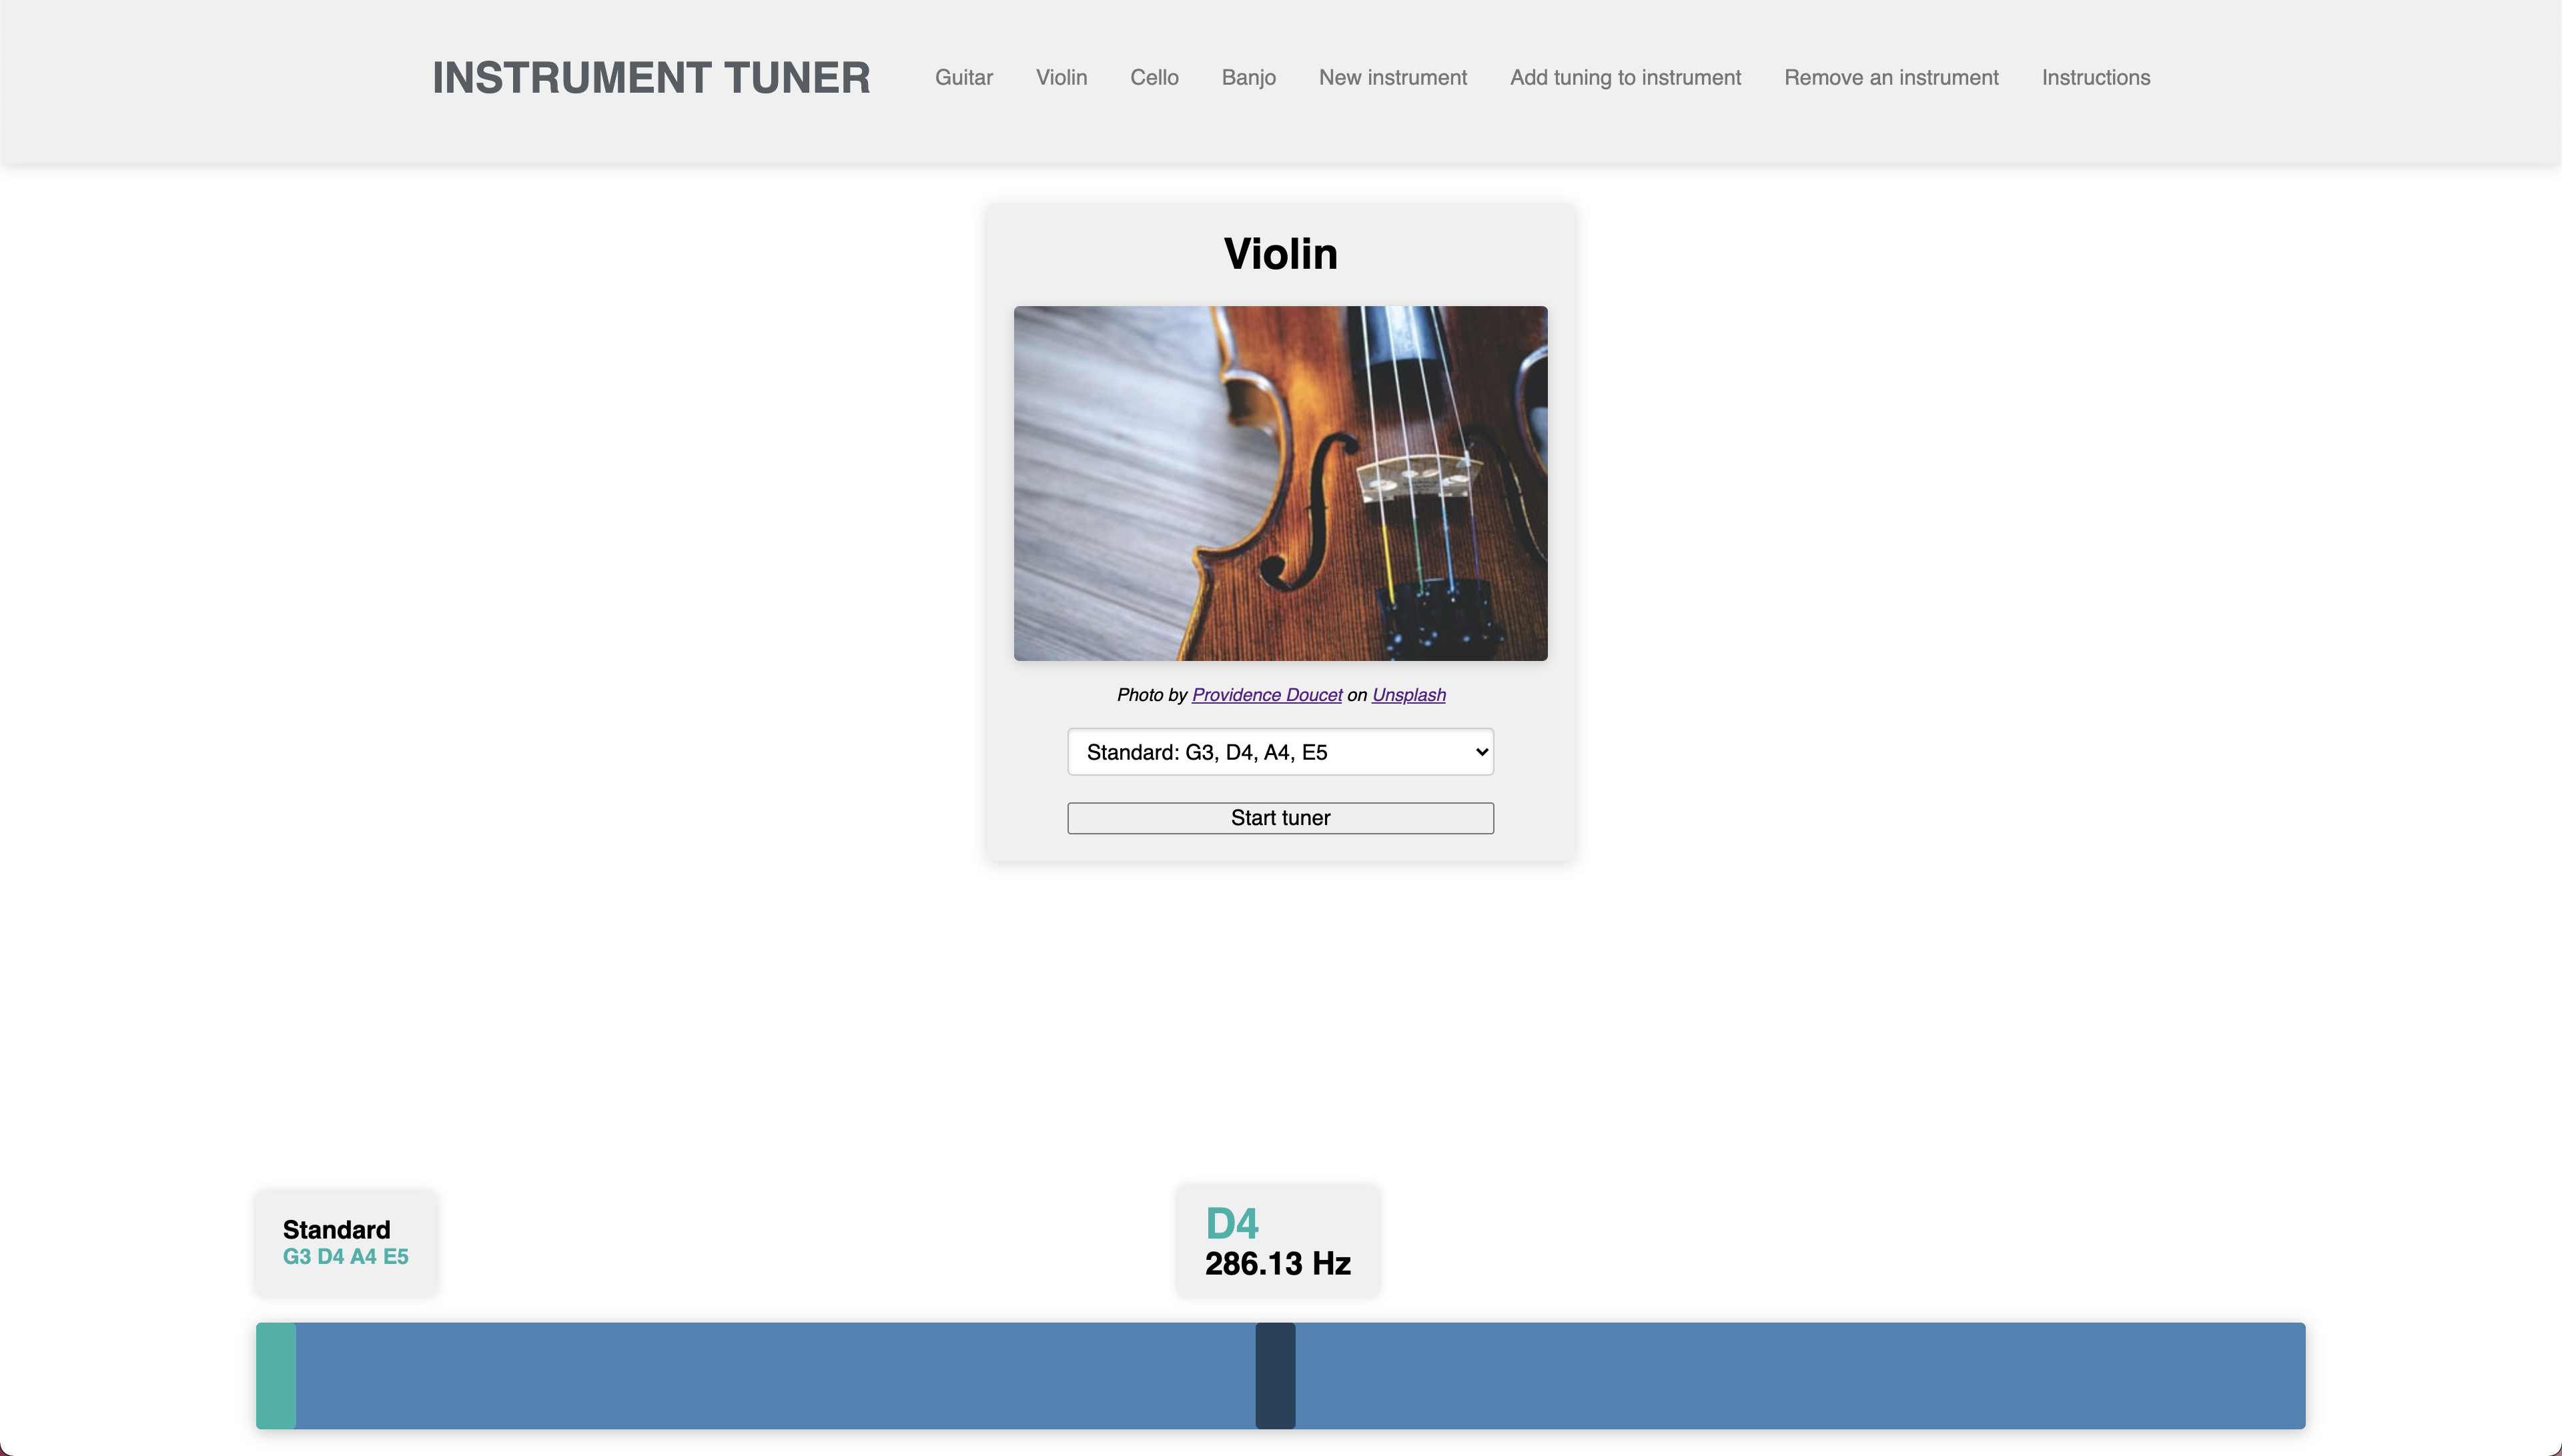 INSTRUMENT TUNER
Guitar Violin Cello Banjo New instrument Add tuning to instrument Remove an instrument Instructions
Violin
Photo by Providence Doucet on Unsplash
Standard: G3, D4, A4, E5
Start tuner
Standard
G3 D4 A4 E5
D4
286.13 Hz